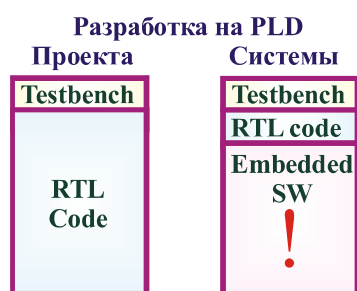 Разработка на PLD
Проекта
Системы
Testbench
RTL
Code
Testbench
RTL code
Embedded
SW
!